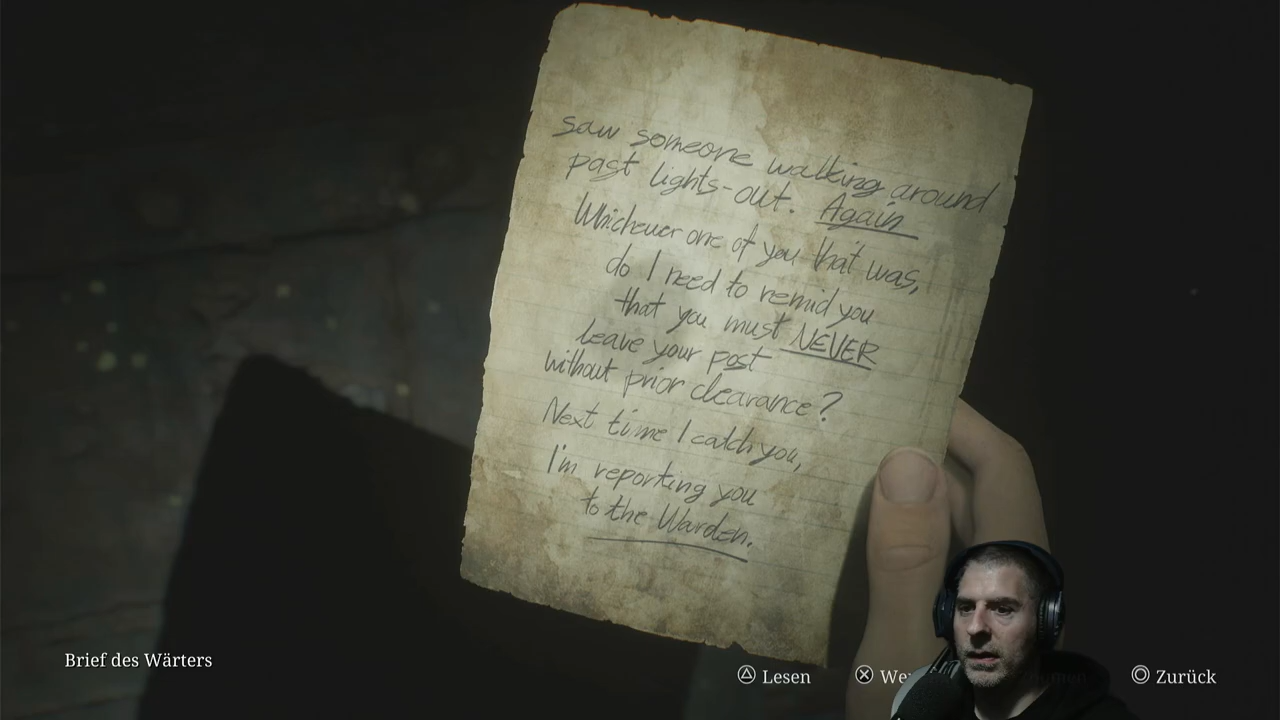 saw someone walking around
past lights-out. Again
Whichever one of you that was,
do I need to remid you
that you must NEVER
leave your post
without prior clearance?
Next time I catch you,
I'm reporting you
to the Warden.
Brief des Wärters
Lesen
Zurück